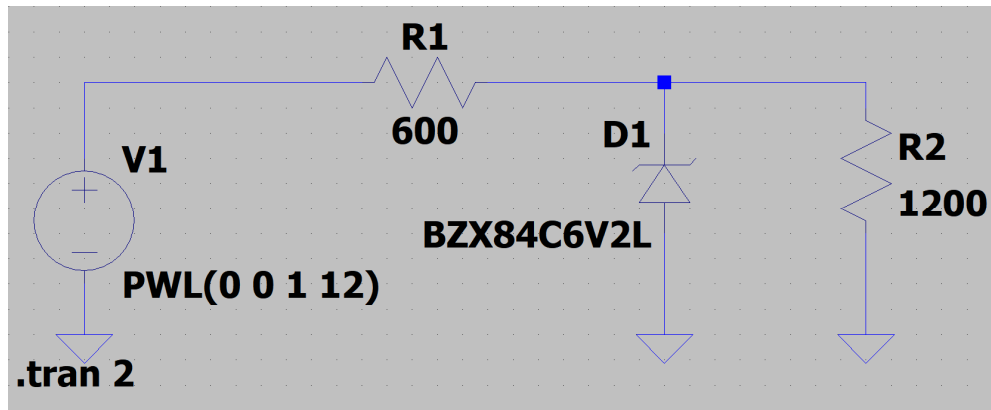 R1
600
V1
D1
R2
1200
BZX84C6V2L
PWL(0 0 1 12)
.tran 2